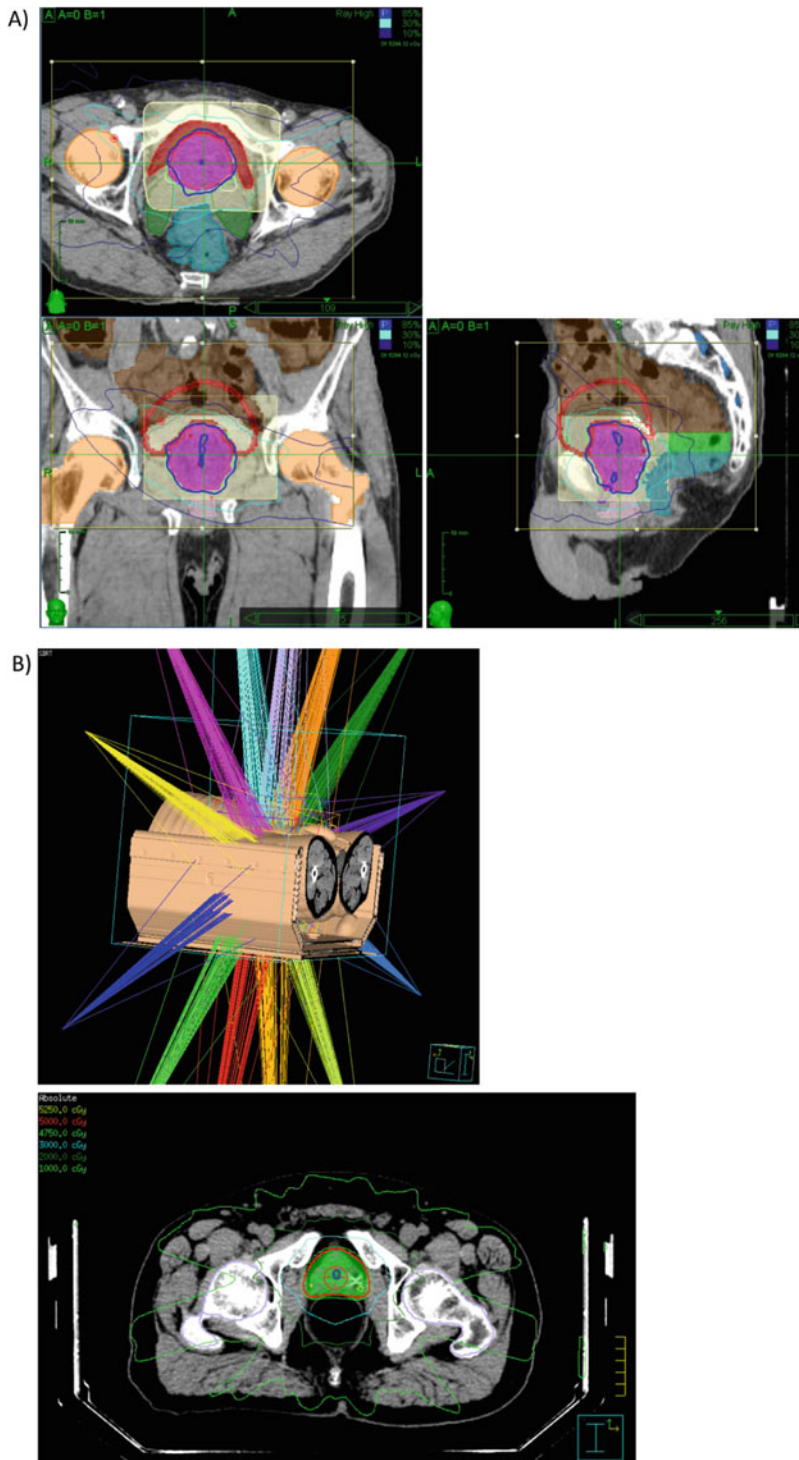 A)
A A=0 B=1
A
Ray High
85%
30%
10%
R
L
P
109
A A=0 B=1
S
Ray High
85%
30%
10%
R
L
I
A A=0 B=1
S
Ray High
85%
30%
10%
A
I
256
B)
Absolute
5250.0 cGy
5000.0 cGy
4750.0 cGy
3000.0 cGy
2000.0 cGy
1000.0 cGy
I